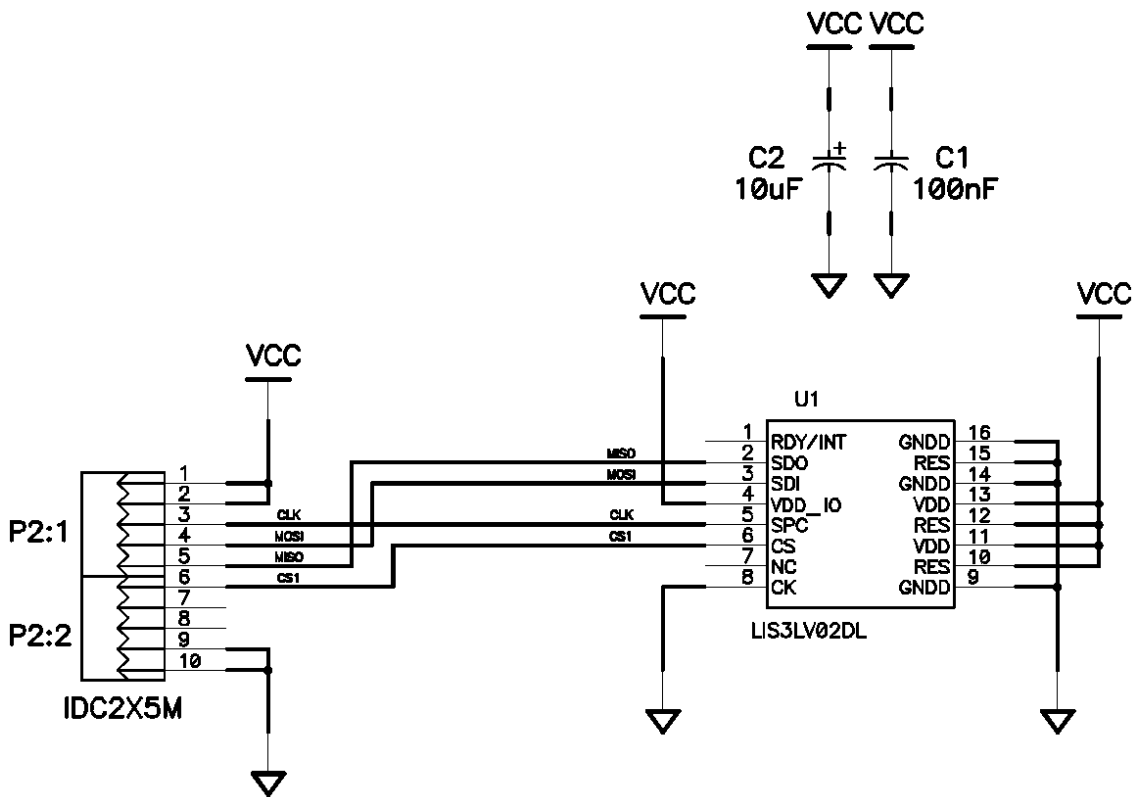 VCC VCC
C2
10uF
+
C1
100nF
VCC
VCC
VCC
U1
1 RDY/INT GNDD 16
MISO 2 SDO RES 15
MOSI 3 SDI GNDD 14
4 VDD_IO VDD 13
CLK 5 SPC RES 12
CS1 6 CS VDD 11
7 NC RES 10
8 CK GNDD 9
LIS3LV02DL
P2:1
P2:2
1
2
3 CLK
4 MOSI
5 MISO
6 CS1
7
8
9
10
IDC2X5M